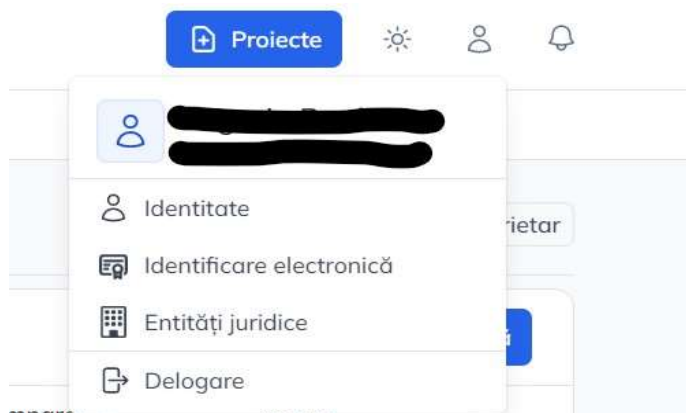 Proiecte
Identitate
rietar
Identificare electronică
Entități juridice
ă
Delogare